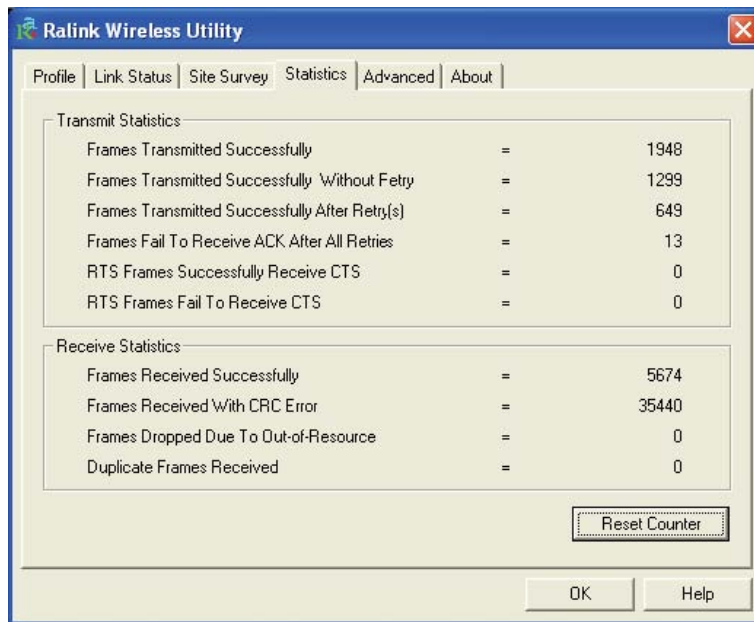 Ralink Wireless Utility
Profile Link Status Site Survey Statistics Advanced About
Transmit Statistics
Frames Transmitted Successfully = 1948
Frames Transmitted Successfully Without Fetry = 1299
Frames Transmitted Successfully After Retry(s) = 649
Frames Fail To Receive ACK After All Retries = 13
RTS Frames Successfully Receive CTS = 0
RTS Frames Fail To Receive CTS = 0
Receive Statistics
Frames Received Successfully = 5674
Frames Received With CRC Error = 35440
Frames Dropped Due To Out-of-Resource = 0
Duplicate Frames Received = 0
Reset Counter
OK Help